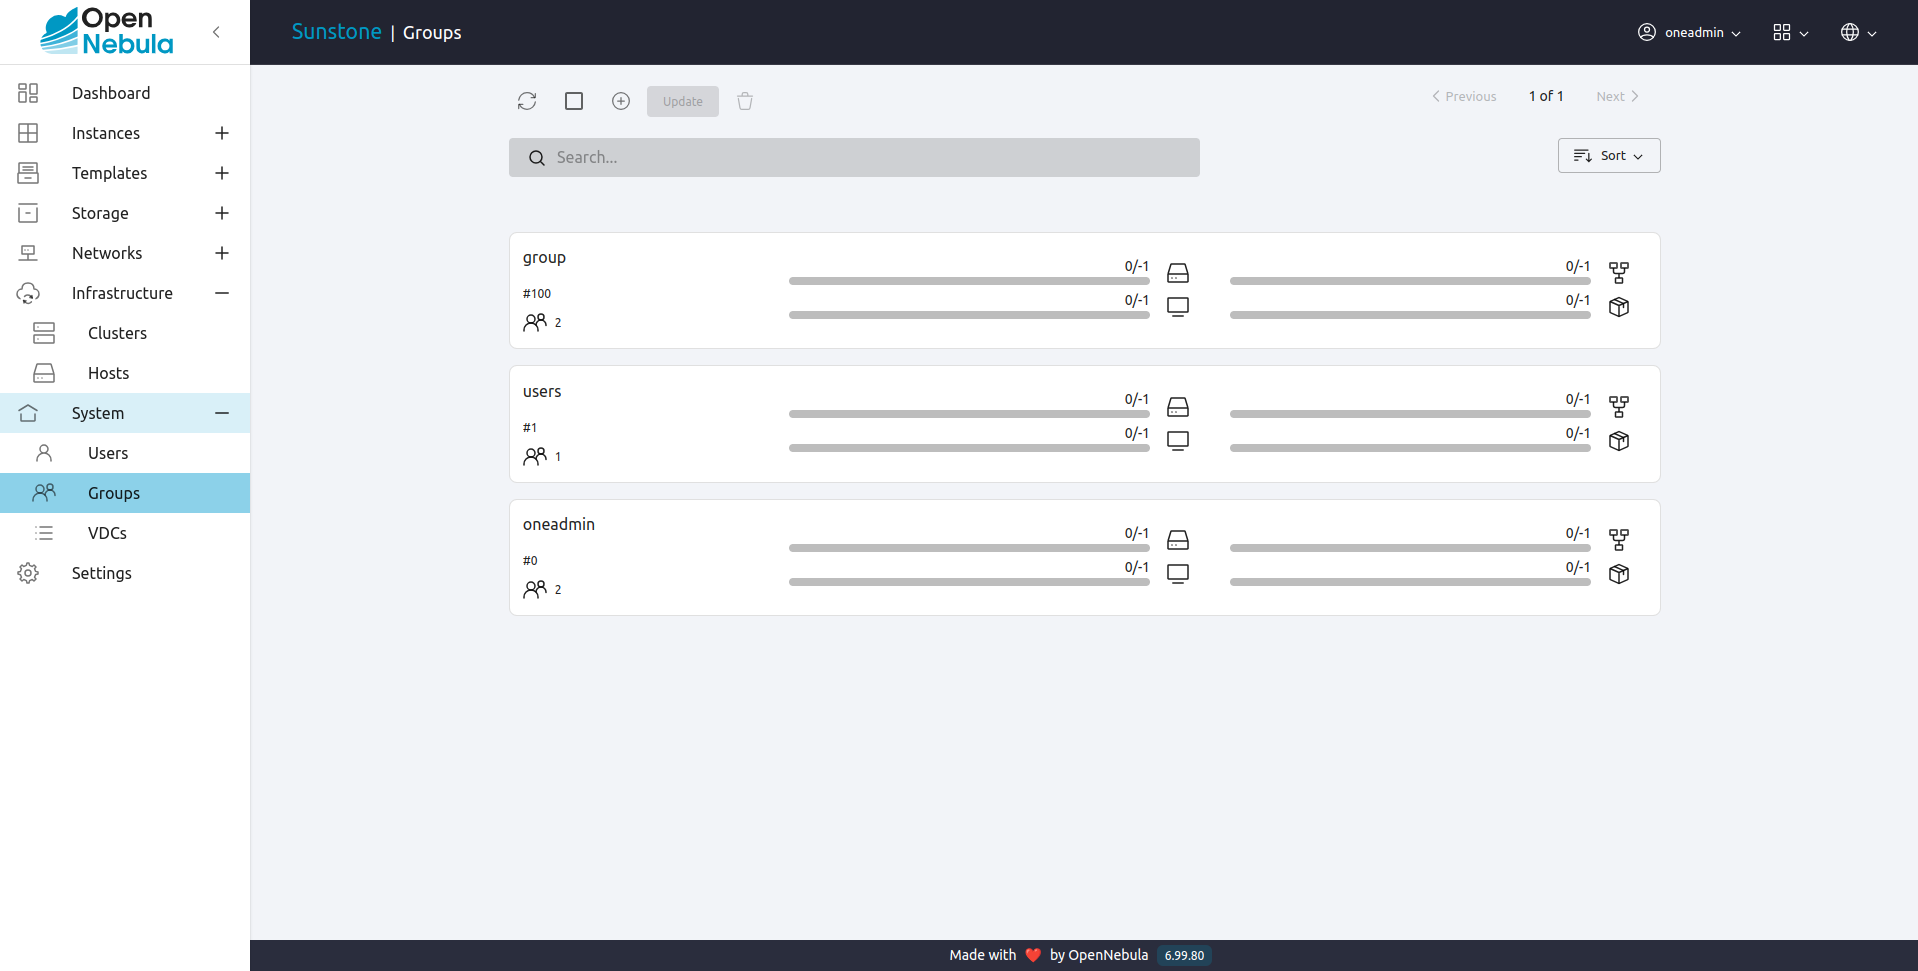 Open
Nebula
Sunstone | Groups
oneadmin
Dashboard
Instances
Templates
Storage
Networks
Infrastructure
Clusters
Hosts
System
Users
Groups
VDCs
Settings
Update
Previous 1 of 1 Next
Search...
Sort
group
#100
2
0/-1
0/-1
0/-1
0/-1
users
#1
1
0/-1
0/-1
0/-1
0/-1
oneadmin
#0
2
0/-1
0/-1
0/-1
0/-1
Made with ❤️ by OpenNebula 6.99.80